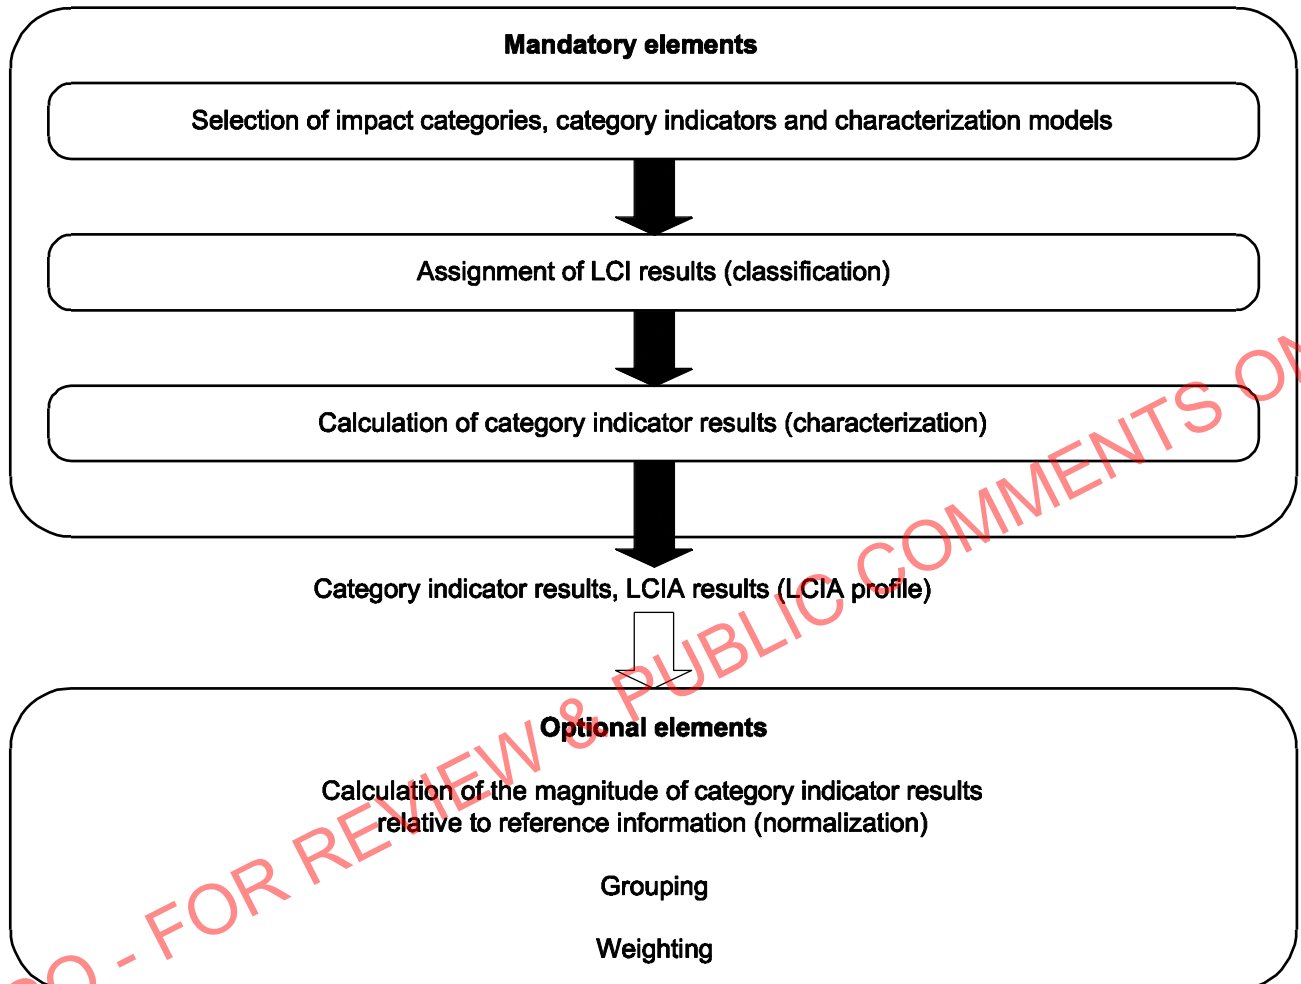 Mandatory elements
Selection of impact categories, category indicators and characterization models
Assignment of LCI results (classification)
Calculation of category indicator results (characterization)
Category indicator results, LCIA results (LCIA profile)
Optional elements
Calculation of the magnitude of category indicator results
relative to reference information (normalization)
Grouping
Weighting
- FOR REVIEW & PUBLIC COMMENTS